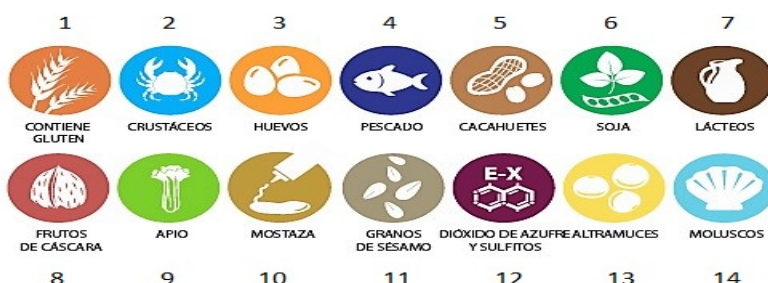 1 2 3 4 5 6 7
CONTIENE GLUTEN
CRUSTÁCEOS
HUEVOS
PESCADO
CACAHUETES
SOJA
LÁCTEOS
E-X
FRUTOS
DE CÁSCARA
APIO
MOSTAZA
GRANOS
DE SÉSAMO
DIÓXIDO DE AZUFRE
Y SULFITOS
ALTRAMUCES
MOLUSCOS
8 9 10 11 12 13 14